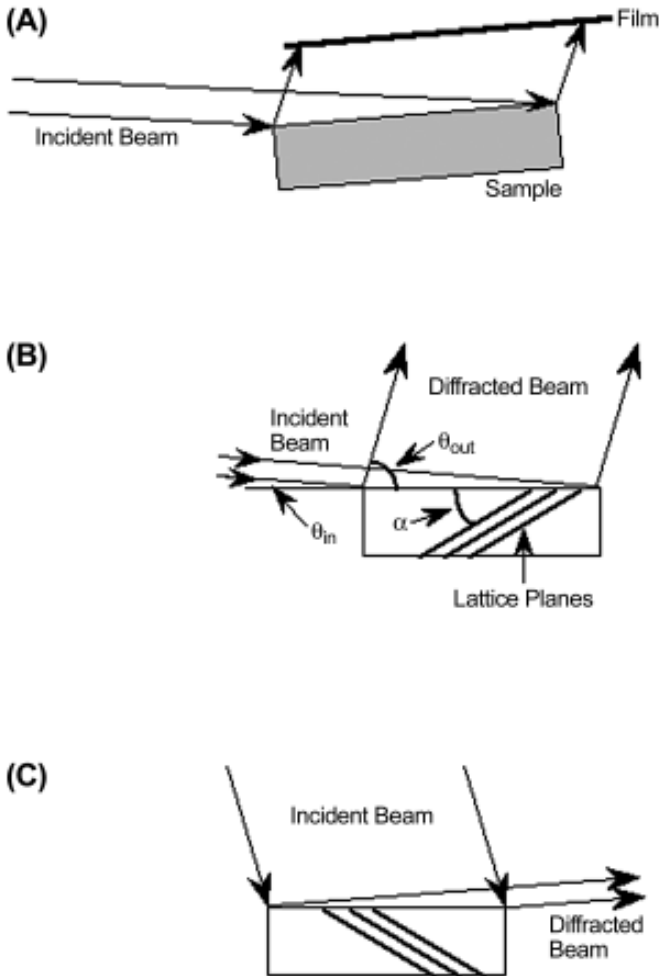 (A)
Film
Incident Beam
Sample
(B)
Diffracted Beam
Incident
Beam
θout
θin
α
Lattice Planes
(C)
Incident Beam
Diffracted
Beam